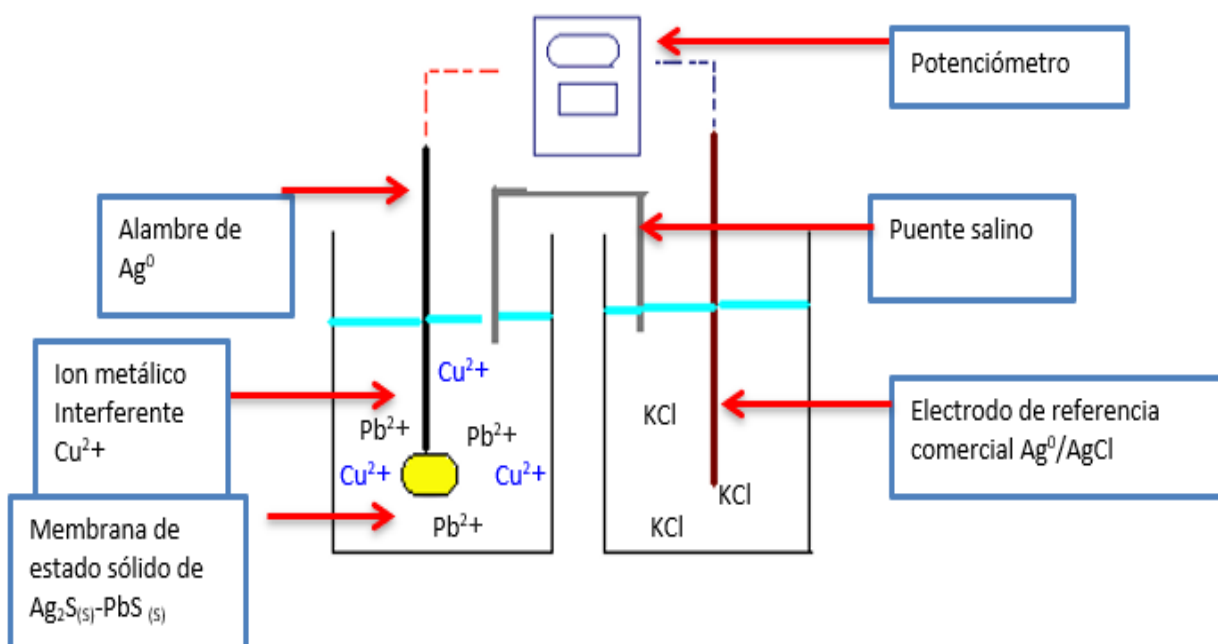 Potenciómetro
Alambre de
Ag⁰
Puente salino
Ion metálico
Interferente
Cu²⁺
Cu²⁺
Pb²⁺
Pb²⁺
Cu²⁺
Cu²⁺
Pb²⁺
KCl
KCl
KCl
Electrodo de referencia
comercial Ag⁰/AgCl
Membrana de
estado sólido de
Ag₂S₍S₎-PbS ₍S₎